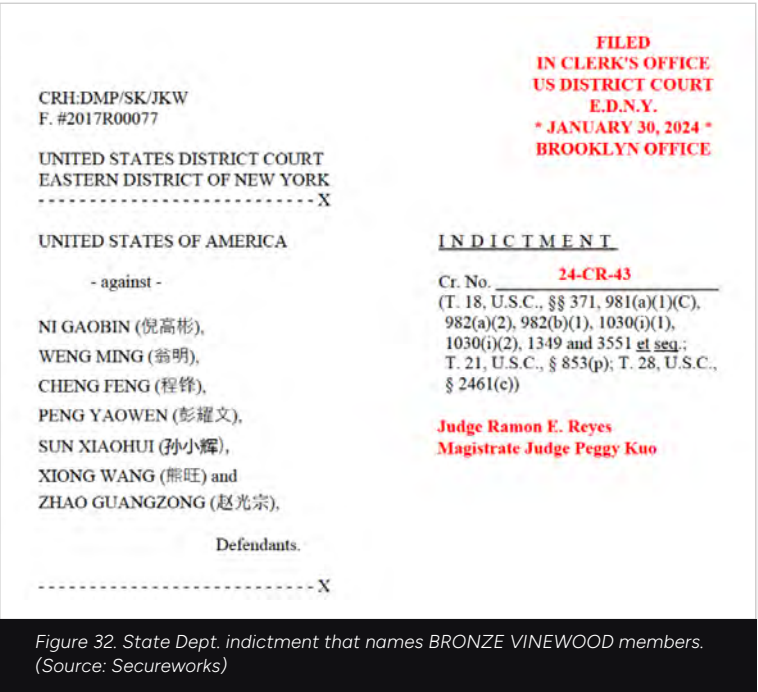 FILED
IN CLERK'S OFFICE
US DISTRICT COURT
E.D.N.Y.
* JANUARY 30, 2024 *
BROOKLYN OFFICE
CRH:DMP/SK/JKW
F. #2017R00077
UNITED STATES DISTRICT COURT
EASTERN DISTRICT OF NEW YORK
- - - - - - - - - - - - - - - - - - - - - - - - - - - X
UNITED STATES OF AMERICA
- against -
NI GAOBIN (倪高彬),
WENG MING (翁明),
CHENG FENG (程锋),
PENG YAOWEN (彭耀文),
SUN XIAOHUI (孙小辉),
XIONG WANG (熊旺) and
ZHAO GUANGZONG (赵光宗),
Defendants.
- - - - - - - - - - - - - - - - - - - - - - - - - - - X
INDICTMENT
Cr. No. 24-CR-43
(T. 18, U.S.C., §§ 371, 981(a)(1)(C),
982(a)(2), 982(b)(1), 1030(i)(1),
1030(i)(2), 1349 and 3551 et seq.;
T. 21, U.S.C., § 853(p); T. 28, U.S.C.,
§ 2461(c))
Judge Ramon E. Reyes
Magistrate Judge Peggy Kuo
Figure 32. State Dept. indictment that names BRONZE VINEWOOD members.
(Source: Secureworks)